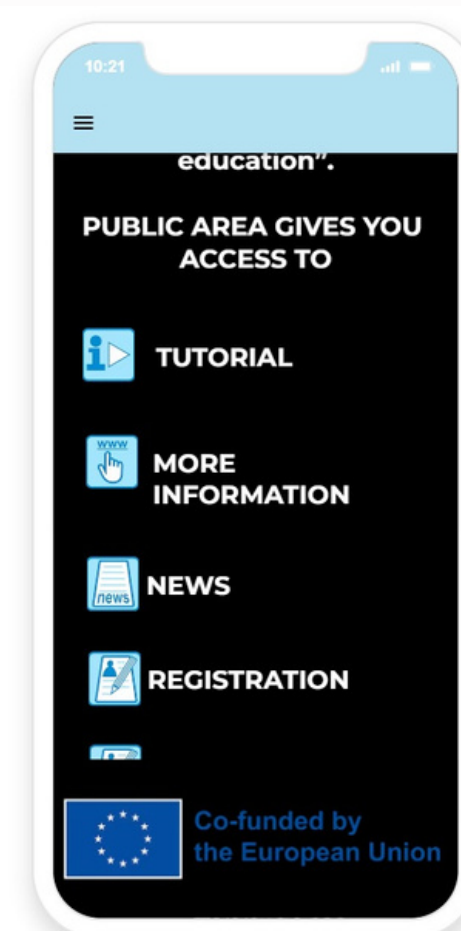 10:21
education”.
PUBLIC AREA GIVES YOU
ACCESS TO
TUTORIAL
www
MORE
INFORMATION
news
NEWS
REGISTRATION
Co-funded by
the European Union